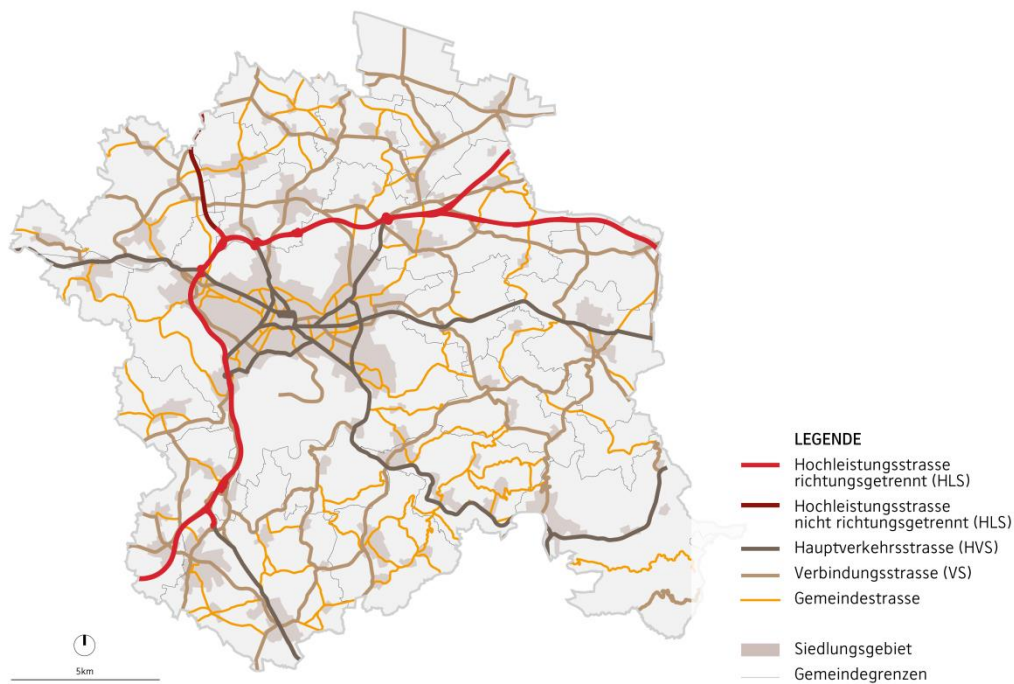 LEGENDE
Hochleistungsstrasse
richtungsgetrennt (HLS)
Hochleistungsstrasse
nicht richtungsgetrennt (HLS)
Hauptverkehrsstrasse (HVS)
Verbindungsstrasse (VS)
Gemeindestrasse
Siedlungsgebiet
Gemeindegrenzen
5km